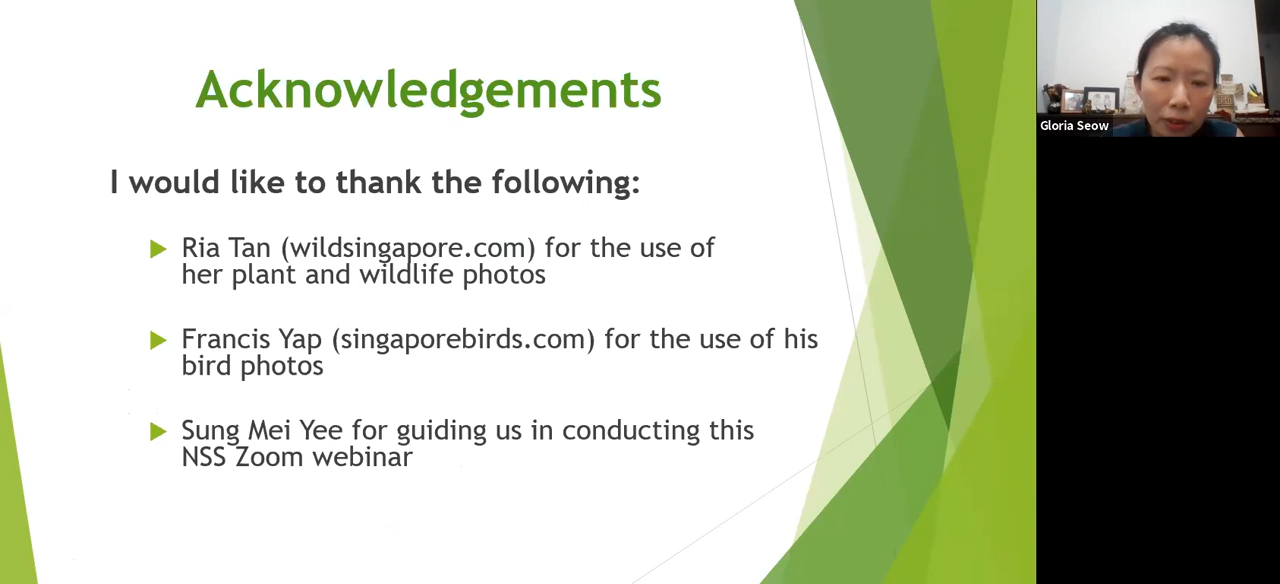 Acknowledgements
I would like to thank the following:
Ria Tan (wildsingapore.com) for the use of
her plant and wildlife photos
Francis Yap (singaporebirds.com) for the use of his
bird photos
Sung Mei Yee for guiding us in conducting this
NSS Zoom webinar
Gloria Seow